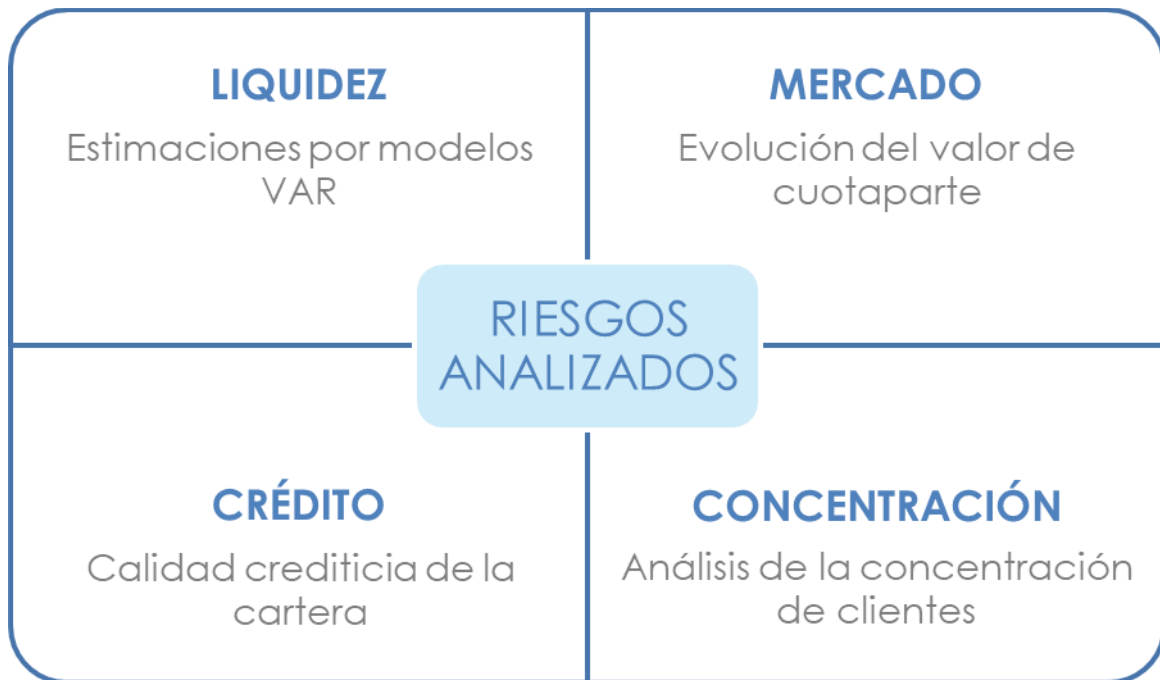 LIQUIDEZ
Estimaciones por modelos
VAR
MERCADO
Evolución del valor de
cuotaparte
RIESGOS
ANALIZADOS
CRÉDITO
Calidad crediticia de la
cartera
CONCENTRACIÓN
Análisis de la concentración
de clientes